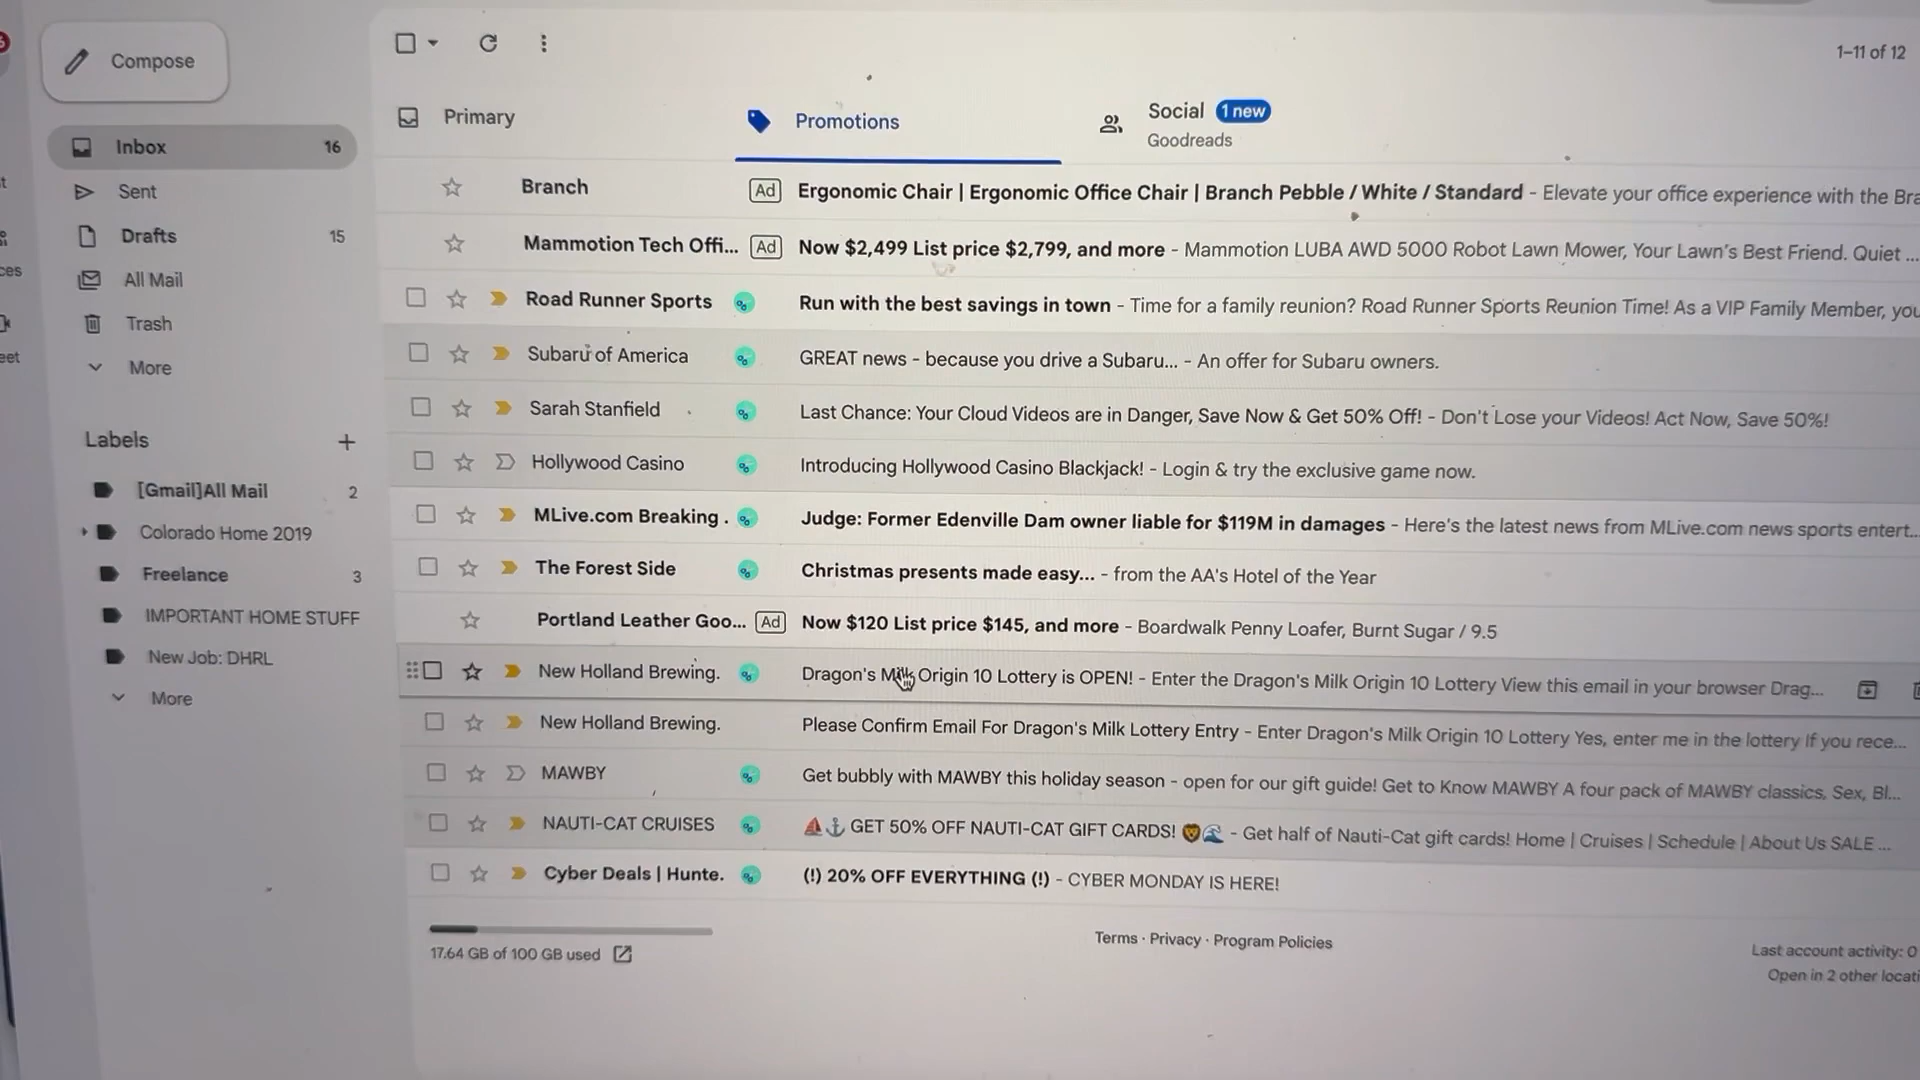 Compose
1–11 of 12
Primary
Promotions
Social 1 new
Goodreads
Inbox 16
Sent
Drafts 15
All Mail
Trash
More
Labels +
[Gmail]All Mail 2
Colorado Home 2019
Freelance 3
IMPORTANT HOME STUFF
New Job: DHRL
More
Branch Ad Ergonomic Chair | Ergonomic Office Chair | Branch Pebble / White / Standard - Elevate your office experience with the Bra
Mammotion Tech Offi... Ad Now $2,499 List price $2,799, and more - Mammotion LUBA AWD 5000 Robot Lawn Mower, Your Lawn's Best Friend. Quiet ...
Road Runner Sports Run with the best savings in town - Time for a family reunion? Road Runner Sports Reunion Time! As a VIP Family Member, you
Subaru of America GREAT news - because you drive a Subaru... - An offer for Subaru owners.
Sarah Stanfield Last Chance: Your Cloud Videos are in Danger, Save Now & Get 50% Off! - Don't Lose your Videos! Act Now, Save 50%!
Hollywood Casino Introducing Hollywood Casino Blackjack! - Login & try the exclusive game now.
MLive.com Breaking . Judge: Former Edenville Dam owner liable for $119M in damages - Here's the latest news from MLive.com news sports entert...
The Forest Side Christmas presents made easy... - from the AA's Hotel of the Year
Portland Leather Goo... Ad Now $120 List price $145, and more - Boardwalk Penny Loafer, Burnt Sugar / 9.5
New Holland Brewing. Dragon's Milk Origin 10 Lottery is OPEN! - Enter the Dragon's Milk Origin 10 Lottery View this email in your browser Drag...
New Holland Brewing. Please Confirm Email For Dragon's Milk Lottery Entry - Enter Dragon's Milk Origin 10 Lottery Yes, enter me in the lottery If you rece...
MAWBY Get bubbly with MAWBY this holiday season - open for our gift guide! Get to Know MAWBY A four pack of MAWBY classics, Sex, Bl...
NAUTI-CAT CRUISES ⛵⚓ GET 50% OFF NAUTI-CAT GIFT CARDS! 🦁🌊 - Get half of Nauti-Cat gift cards! Home | Cruises | Schedule | About Us SALE ...
Cyber Deals | Hunte. (!) 20% OFF EVERYTHING (!) - CYBER MONDAY IS HERE!
17.64 GB of 100 GB used
Terms · Privacy · Program Policies
Last account activity: 0
Open in 2 other locati